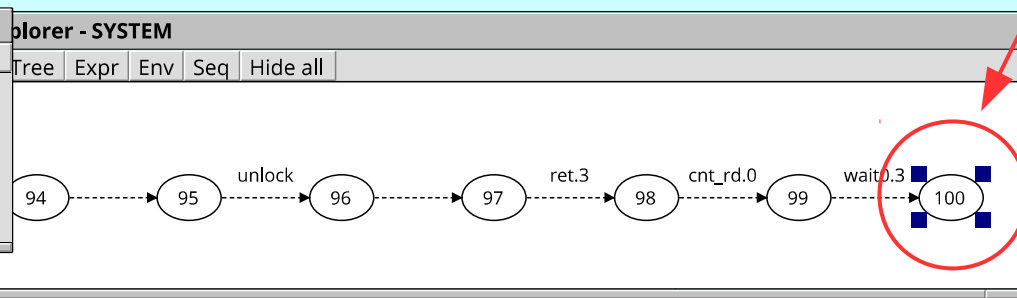 plorer - SYSTEM
Tree Expr Env Seq Hide all
unlock ret.3 cnt_rd.0 wait0.3
94 95 96 97 98 99 100